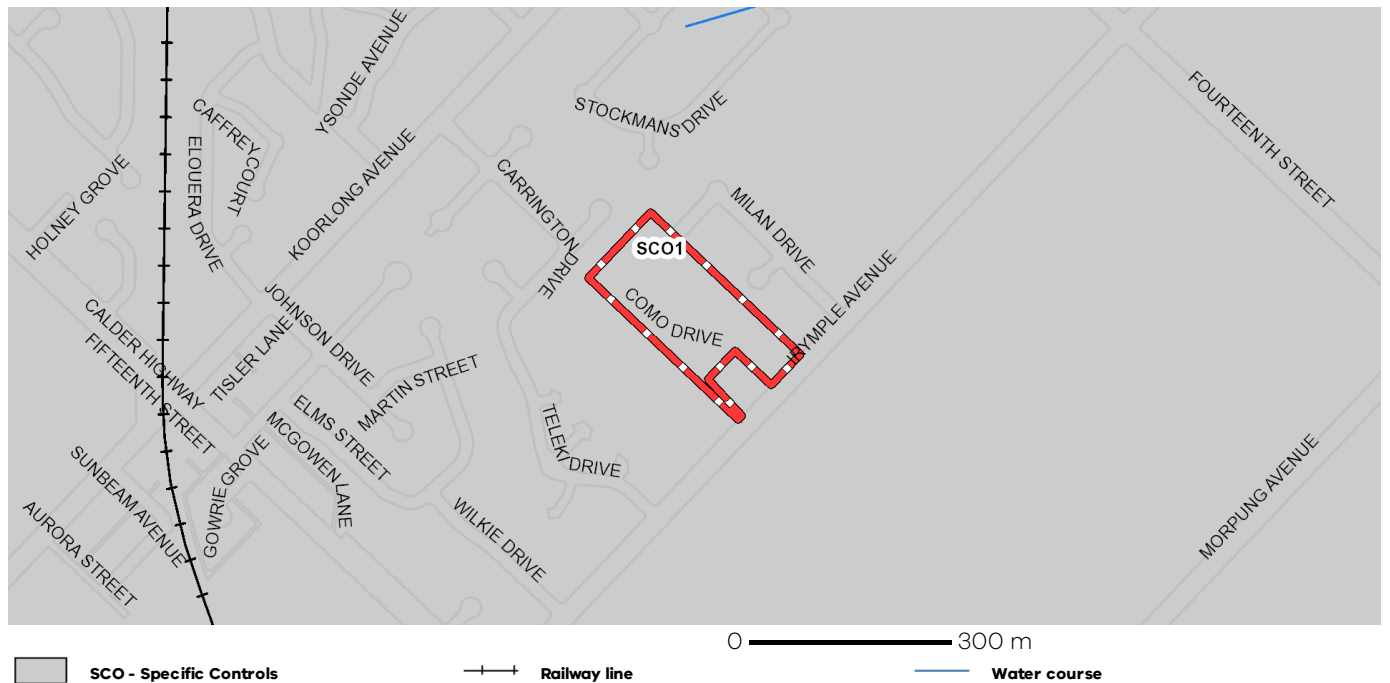 YSONDE AVENUE
CAFFREY COURT
STOCKMANS DRIVE
FOURTEENTH STREET
ELOUERA DRIVE
HOLNEY GROVE
KOORLONG AVENUE
CARRINGTON DRIVE
MILAN DRIVE
SCO1
COMO DRIVE
JOHNSON DRIVE
CALDER HIGHWAY
TISLER LANE
FIFTEENTH STREET
MARTIN STREET
ELMS STREET
MCGOWEN LANE
TELEK DRIVE
SUNBEAM AVENUE
GOWRIE GROVE
AURORA STREET
WILKIE DRIVE
MORPUNG AVENUE
AVENUE
0 300 m
SCO - Specific Controls
Railway line
Water course